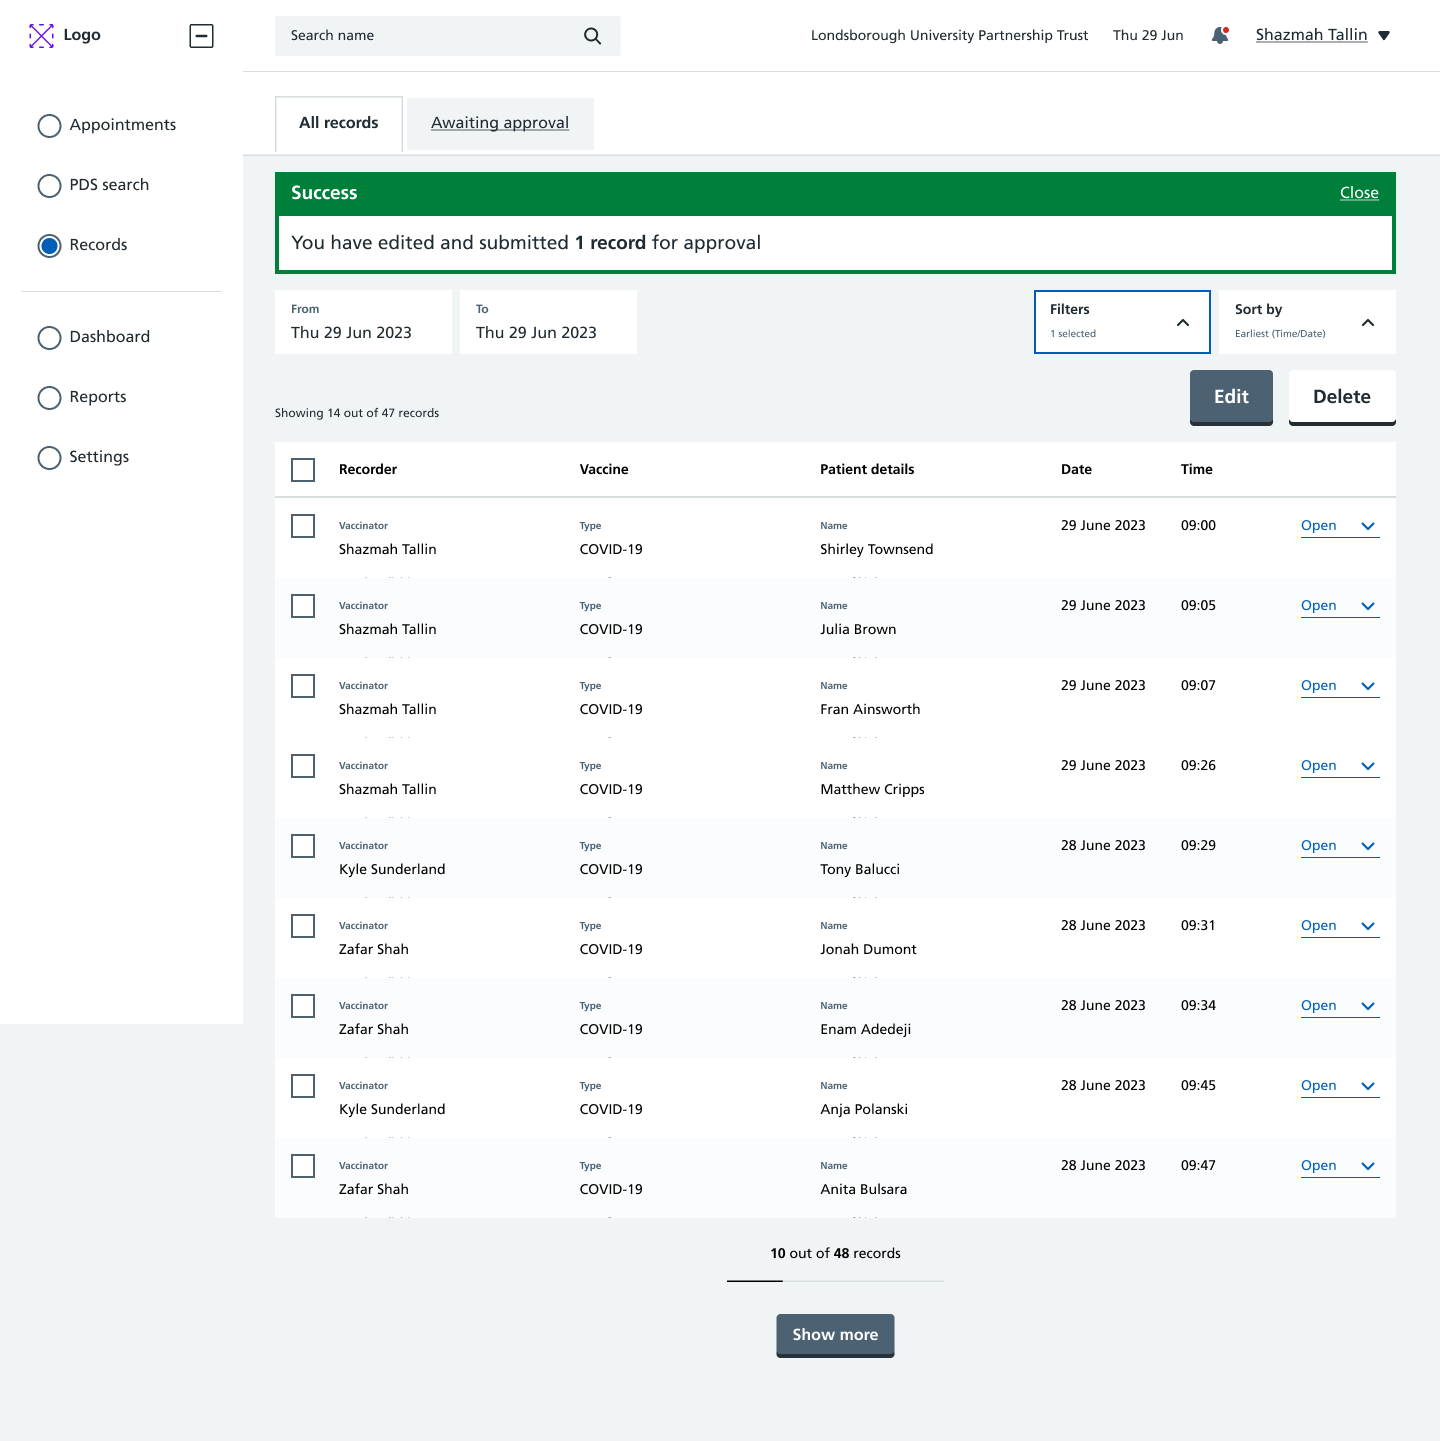 Logo
Search name
Londsborough University Partnership Trust
Thu 29 Jun
Shazmah Tallin
Appointments
PDS search
Records
Dashboard
Reports
Settings
All records
Awaiting approval
Success
Close
You have edited and submitted 1 record for approval
From
Thu 29 Jun 2023
To
Thu 29 Jun 2023
Filters
1 selected
Sort by
Earliest (Time/Date)
Showing 14 out of 47 records
Edit
Delete
Recorder Vaccine Patient details Date Time
Vaccinator Type Name 29 June 2023 09:00 Open
Shazmah Tallin COVID-19 Shirley Townsend
Vaccinator Type Name 29 June 2023 09:05 Open
Shazmah Tallin COVID-19 Julia Brown
Vaccinator Type Name 29 June 2023 09:07 Open
Shazmah Tallin COVID-19 Fran Ainsworth
Vaccinator Type Name 29 June 2023 09:26 Open
Shazmah Tallin COVID-19 Matthew Cripps
Vaccinator Type Name 28 June 2023 09:29 Open
Kyle Sunderland COVID-19 Tony Balucci
Vaccinator Type Name 28 June 2023 09:31 Open
Zafar Shah COVID-19 Jonah Dumont
Vaccinator Type Name 28 June 2023 09:34 Open
Zafar Shah COVID-19 Enam Adedeji
Vaccinator Type Name 28 June 2023 09:45 Open
Kyle Sunderland COVID-19 Anja Polanski
Vaccinator Type Name 28 June 2023 09:47 Open
Zafar Shah COVID-19 Anita Bulsara
10 out of 48 records
Show more